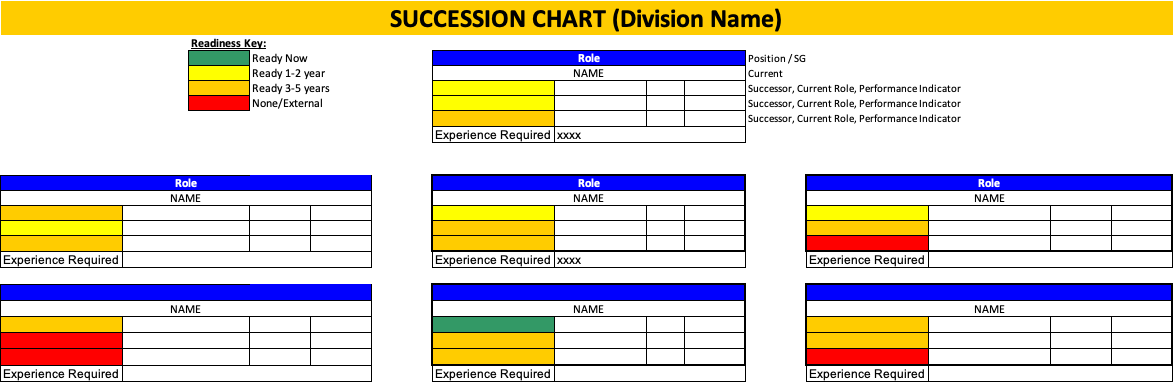 SUCCESSION CHART (Division Name)
Readiness Key:
Ready Now
Ready 1-2 year
Ready 3-5 years
None/External
Role
Position / SG
NAME
Current
Successor, Current Role, Performance Indicator
Successor, Current Role, Performance Indicator
Successor, Current Role, Performance Indicator
Experience Required xxxx
Role
NAME
Experience Required
Role
NAME
Experience Required xxxx
Role
NAME
Experience Required
NAME
Experience Required
NAME
Experience Required
NAME
Experience Required